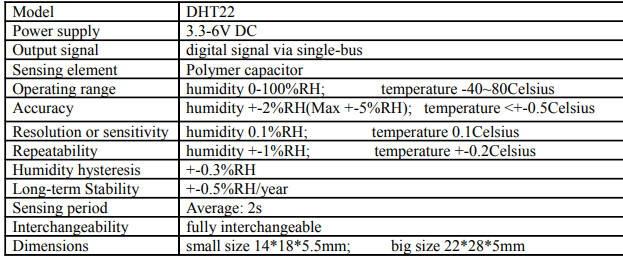 Model DHT22
Power supply 3.3-6V DC
Output signal digital signal via single-bus
Sensing element Polymer capacitor
Operating range humidity 0-100%RH; temperature -40~80Celsius
Accuracy humidity +-2%RH(Max +-5%RH); temperature <+-0.5Celsius
Resolution or sensitivity humidity 0.1%RH; temperature 0.1Celsius
Repeatability humidity +-1%RH; temperature +-0.2Celsius
Humidity hysteresis +-0.3%RH
Long-term Stability +-0.5%RH/year
Sensing period Average: 2s
Interchangeability fully interchangeable
Dimensions small size 14*18*5.5mm; big size 22*28*5mm